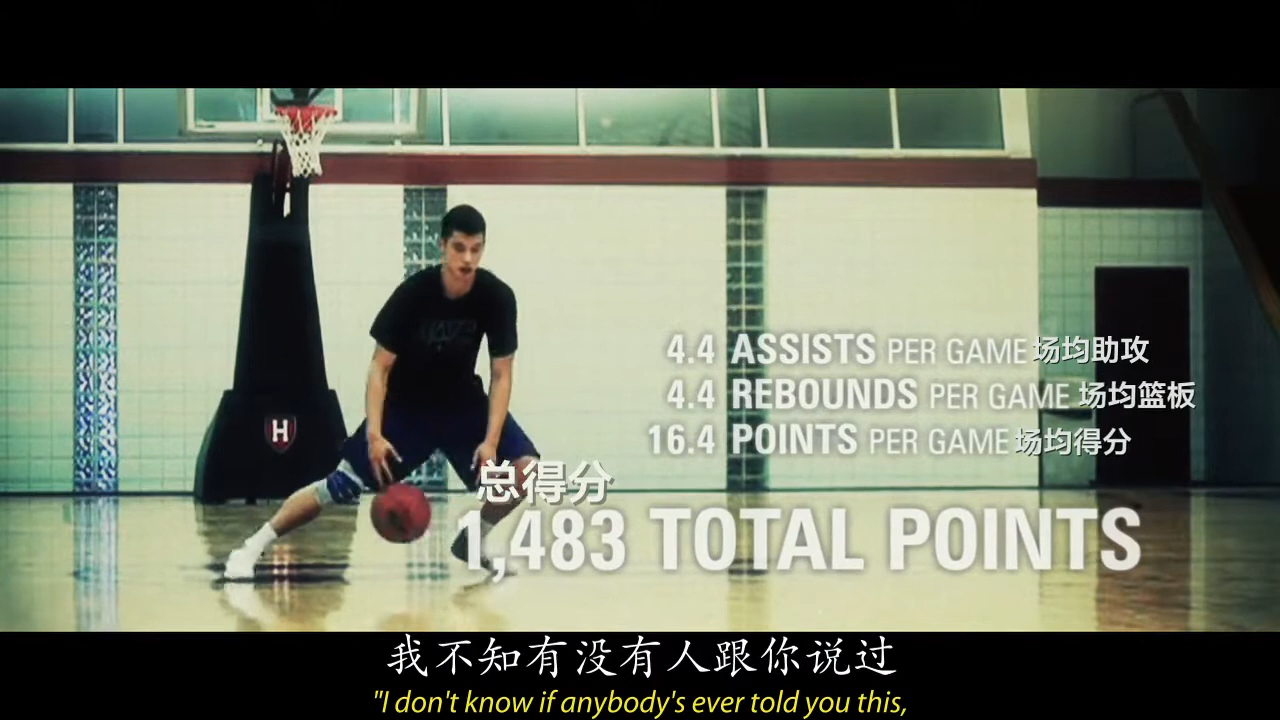 4.4 ASSISTS PER GAME 场均助攻
4.4 REBOUNDS PER GAME 场均篮板
16.4 POINTS PER GAME 场均得分
H
总得分
1,483 TOTAL POINTS
我不知有没有人跟你说过
"I don't know if anybody's ever told you this,